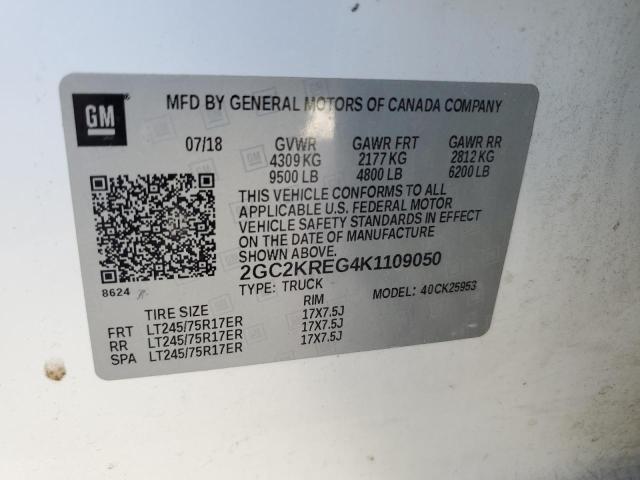 GM
MFD BY GENERAL MOTORS OF CANADA COMPANY
07/18 GVWR GAWR FRT GAWR RR
4309 KG 2177 KG 2812 KG
9500 LB 4800 LB 6200 LB
THIS VEHICLE CONFORMS TO ALL
APPLICABLE U.S. FEDERAL MOTOR
VEHICLE SAFETY STANDARDS IN EFFECT
ON THE DATE OF MANUFACTURE
SHOWN ABOVE.
2GC2KREG4K1109050
8624
TYPE: TRUCK MODEL: 40CK25953
TIRE SIZE RIM
FRT LT245/75R17ER 17X7.5J
RR LT245/75R17ER 17X7.5J
SPA LT245/75R17ER 17X7.5J